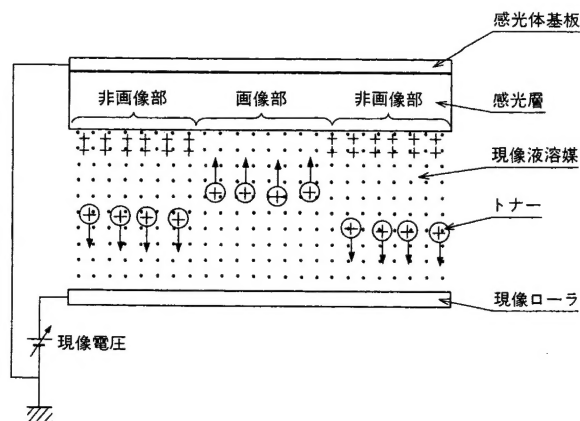 感光体基板
非画像部 画像部 非画像部
感光層
現像液溶媒
トナー
現像ローラ
現像電圧